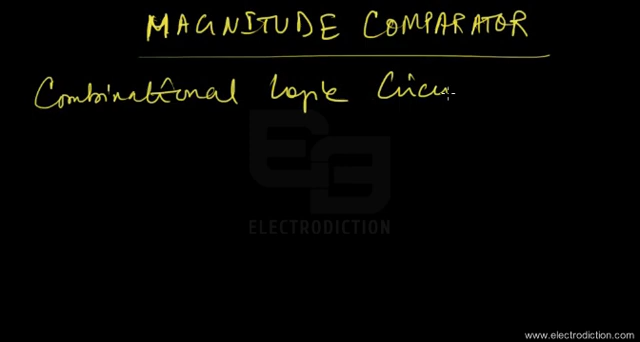 MAGNITUDE COMPARATOR
Combinational Logic Circu
ELECTRODICTION
www.electrodiction.com